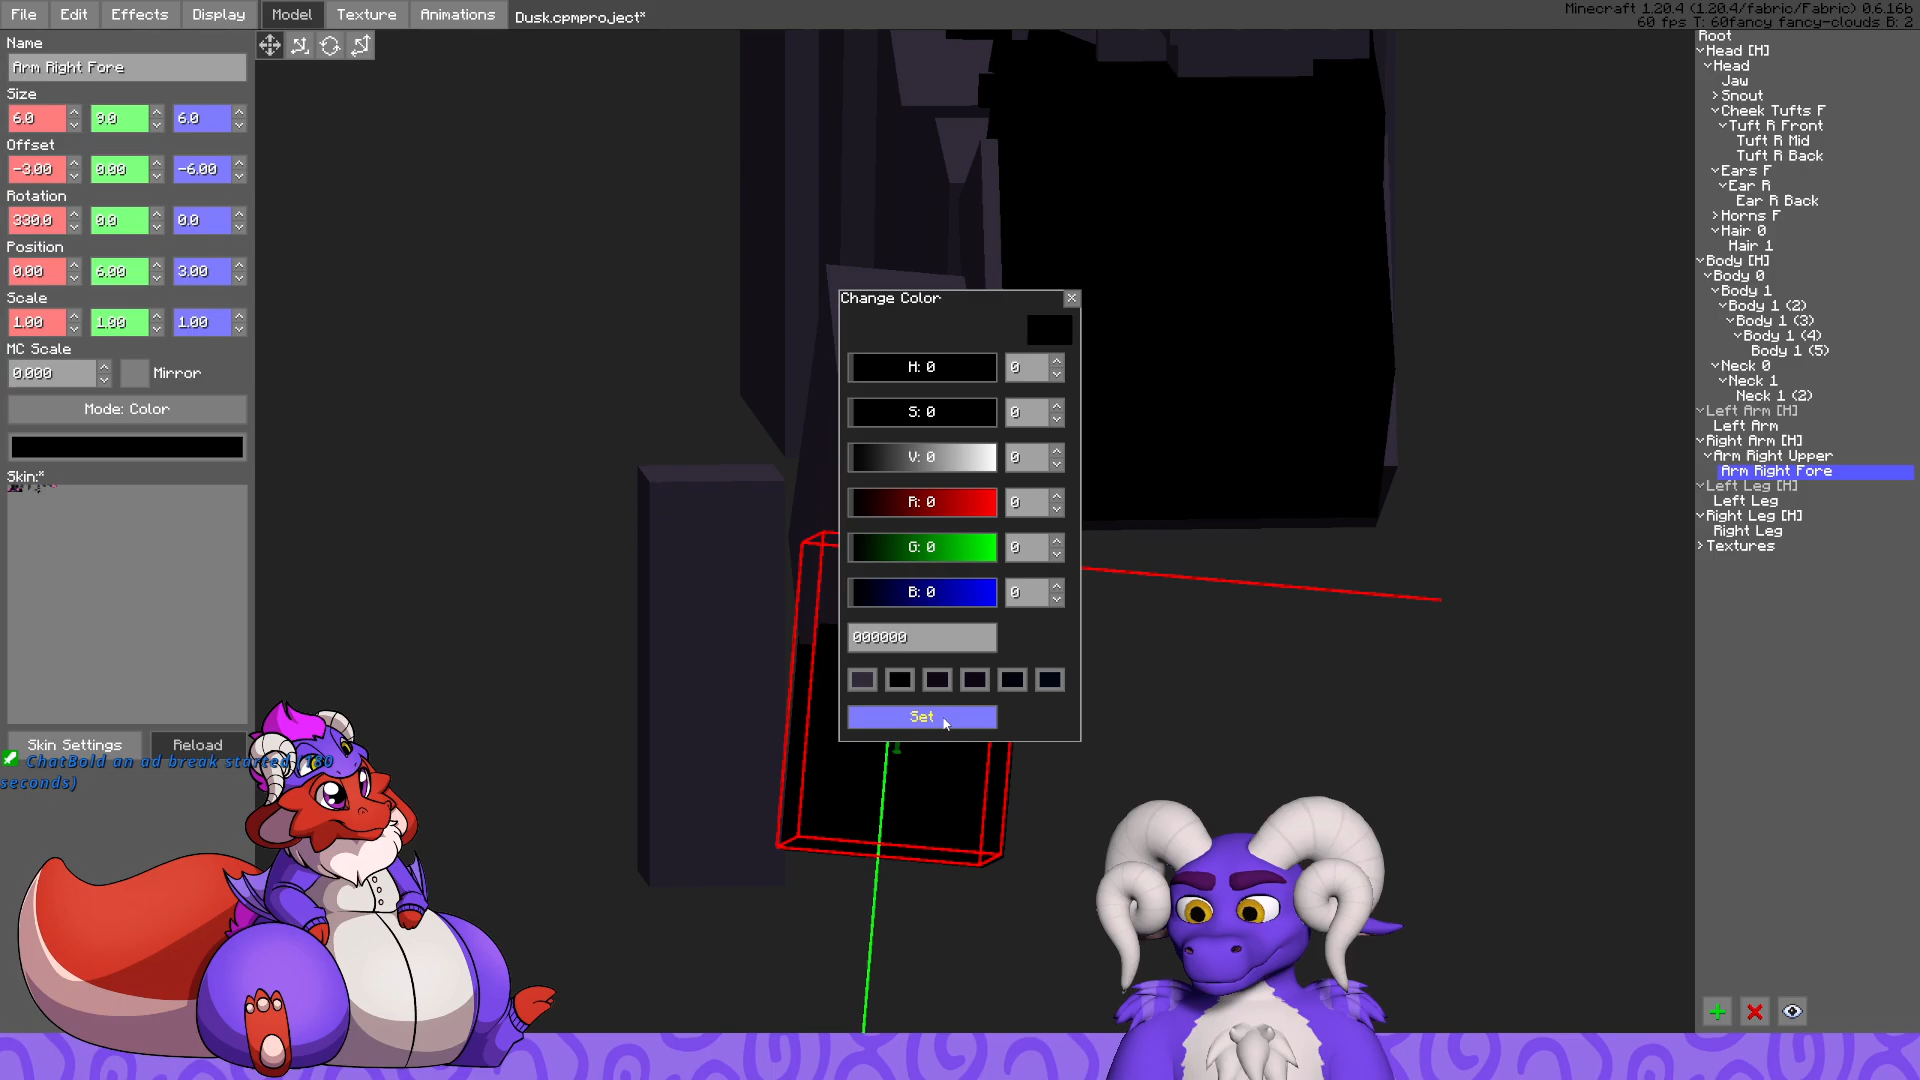 File Edit Effects Display Model Texture Animations Dusk.cpmproject*
Minecraft 1.20.4 (1.20.4/fabric/Fabric) 0.6.16b
60 fps T: 60fancy fancy-clouds B: 2
Name
Arm Right Fore
Size
6.0 9.0 6.0
Offset
-3.00 0.00 -6.00
Rotation
330.0 0.0 0.0
Position
0.00 6.00 3.00
Scale
1.00 1.00 1.00
MC Scale
0.000 Mirror
Mode: Color
Skin:*
Skin Settings Reload
ChatBold an ad break started (180
seconds)
Change Color
H: 0 0
S: 0 0
V: 0 0
R: 0 0
G: 0 0
B: 0 0
000000
Set
Root
Head [H]
Head
Jaw
Snout
Cheek Tufts F
Tuft R Front
Tuft R Mid
Tuft R Back
Ears F
Ear R
Ear R Back
Horns F
Hair 0
Hair 1
Body [H]
Body 0
Body 1
Body 1 (2)
Body 1 (3)
Body 1 (4)
Body 1 (5)
Neck 0
Neck 1
Neck 1 (2)
Left Arm [H]
Left Arm
Right Arm [H]
Arm Right Upper
Arm Right Fore
Left Leg [H]
Left Leg
Right Leg [H]
Right Leg
Textures